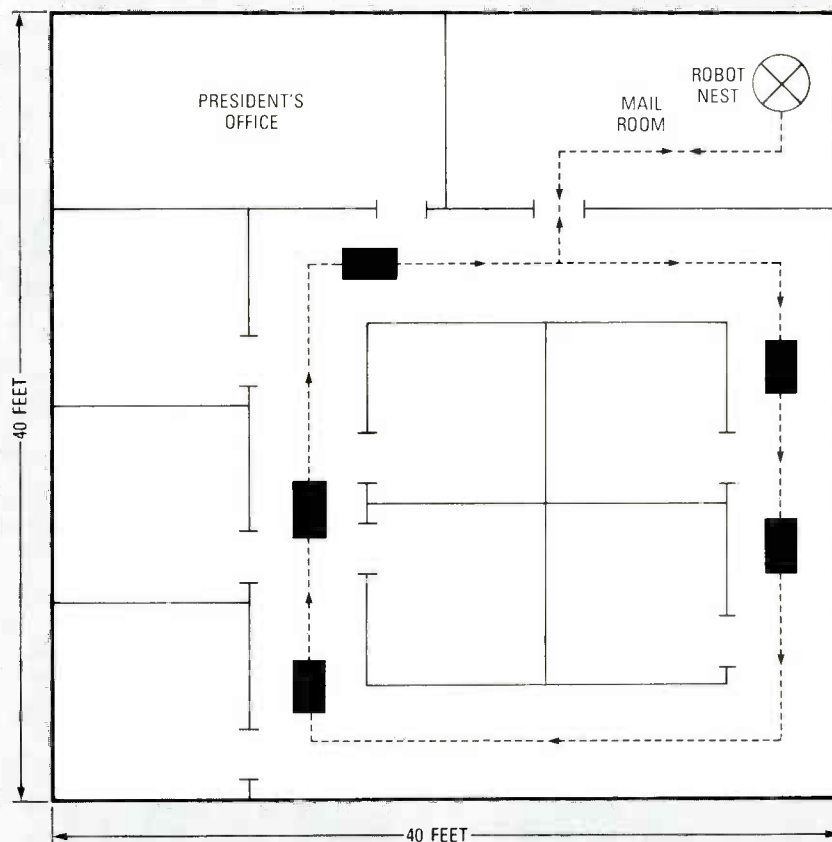 PRESIDENT'S
OFFICE
MAIL
ROOM
ROBOT
NEST
40 FEET
40 FEET